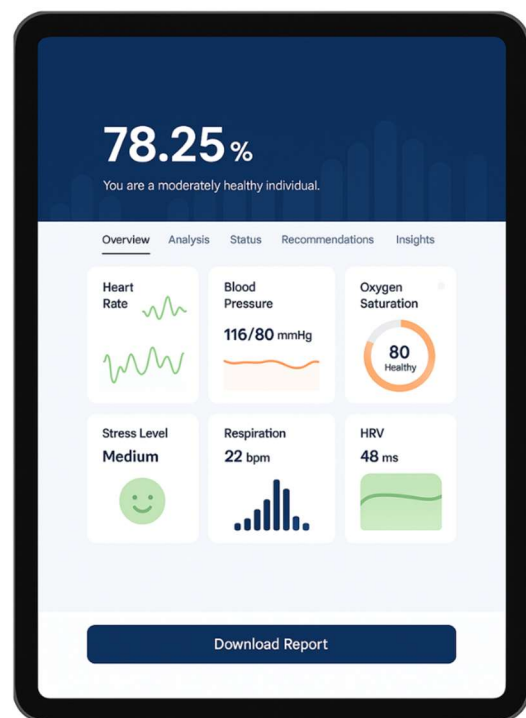 78.25%
You are a moderately healthy individual.
Overview Analysis Status Recommendations Insights
Heart
Rate
Blood
Pressure
116/80 mmHg
Oxygen
Saturation
80
Healthy
Stress Level
Medium
Respiration
22 bpm
HRV
48 ms
Download Report